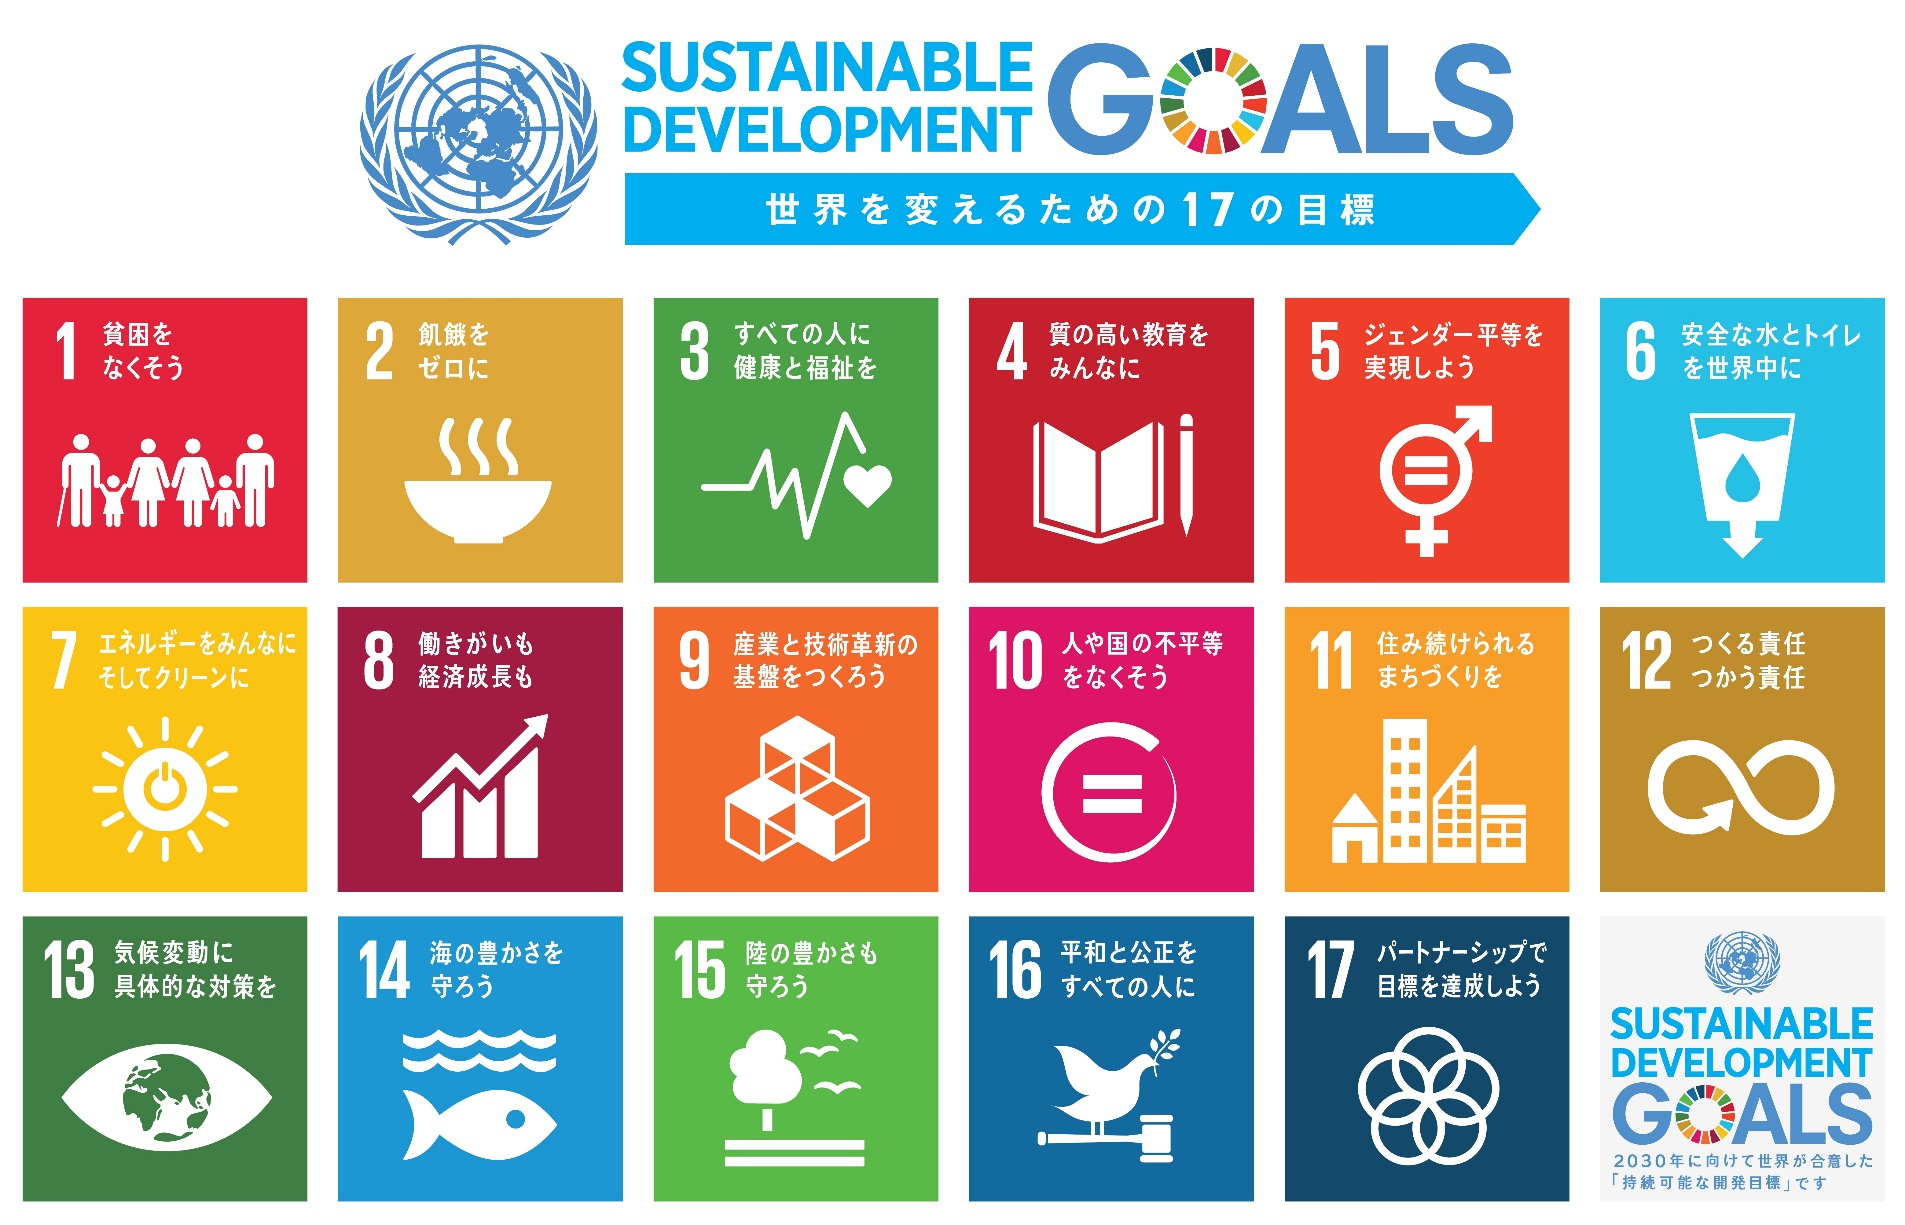 SUSTAINABLE
DEVELOPMENT
GOALS
世界を変えるための17の目標
1 貧困を
なくそう
2 飢餓を
ゼロに
3 すべての人に
健康と福祉を
4 質の高い教育を
みんなに
5 ジェンダー平等を
実現しよう
6 安全な水とトイレ
を世界中に
7 エネルギーをみんなに
そしてクリーンに
8 働きがいも
経済成長も
9 産業と技術革新の
基盤をつくろう
10 人や国の不平等
をなくそう
11 住み続けられる
まちづくりを
12 つくる責任
つかう責任
13 気候変動に
具体的な対策を
14 海の豊かさを
守ろう
15 陸の豊かさも
守ろう
16 平和と公正を
すべての人に
17 パートナーシップで
目標を達成しよう
SUSTAINABLE
DEVELOPMENT
GOALS
2030年に向けて世界が合意した
「持続可能な開発目標」です